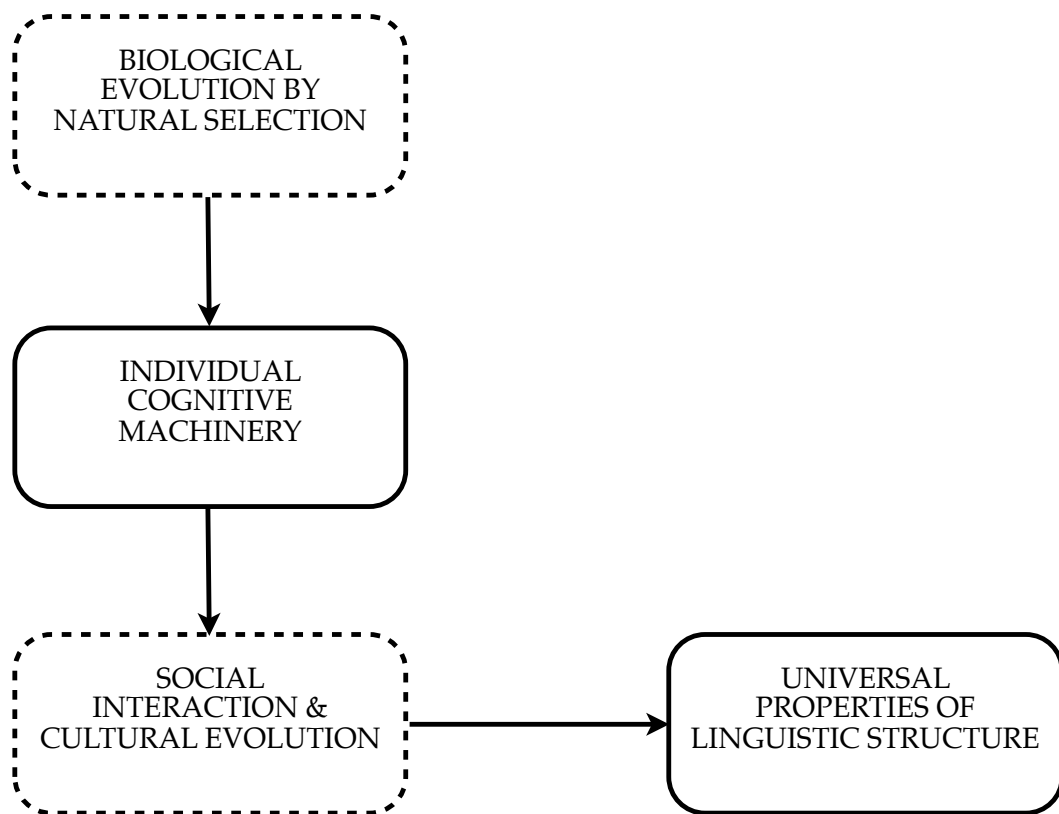 BIOLOGICAL
EVOLUTION BY
NATURAL SELECTION
INDIVIDUAL
COGNITIVE
MACHINERY
SOCIAL
INTERACTION &
CULTURAL EVOLUTION
UNIVERSAL
PROPERTIES OF
LINGUISTIC STRUCTURE